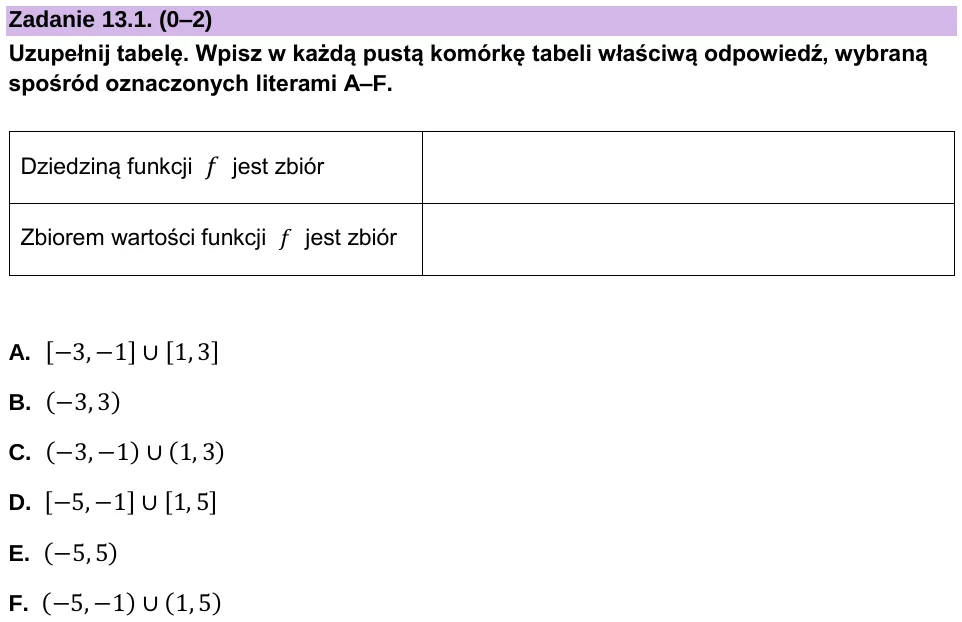 Zadanie 13.1. (0–2)
Uzupełnij tabelę. Wpisz w każdą pustą komórkę tabeli właściwą odpowiedź, wybraną
spośród oznaczonych literami A–F.
Dziedziną funkcji f jest zbiór
Zbiorem wartości funkcji f jest zbiór
A. [−3, −1] ∪ [1, 3]
B. (−3, 3)
C. (−3, −1) ∪ (1, 3)
D. [−5, −1] ∪ [1, 5]
E. (−5, 5)
F. (−5, −1) ∪ (1, 5)